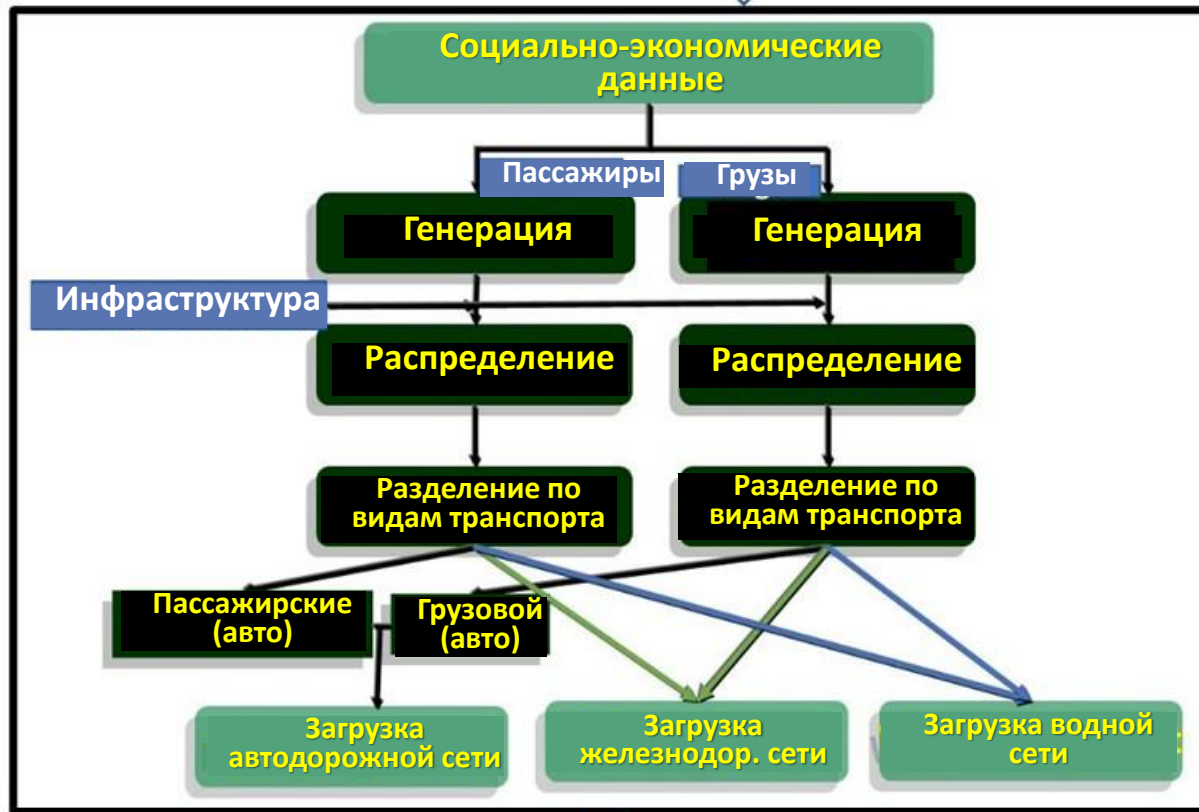 Социально-экономические
данные
Пассажиры
Грузы
Генерация
Генерация
Инфраструктура
Распределение
Распределение
Разделение по
видам транспорта
Разделение по
видам транспорта
Пассажирские
(авто)
Грузовой
(авто)
Загрузка
автодорожной сети
Загрузка
железнодор. сети
Загрузка водной
сети